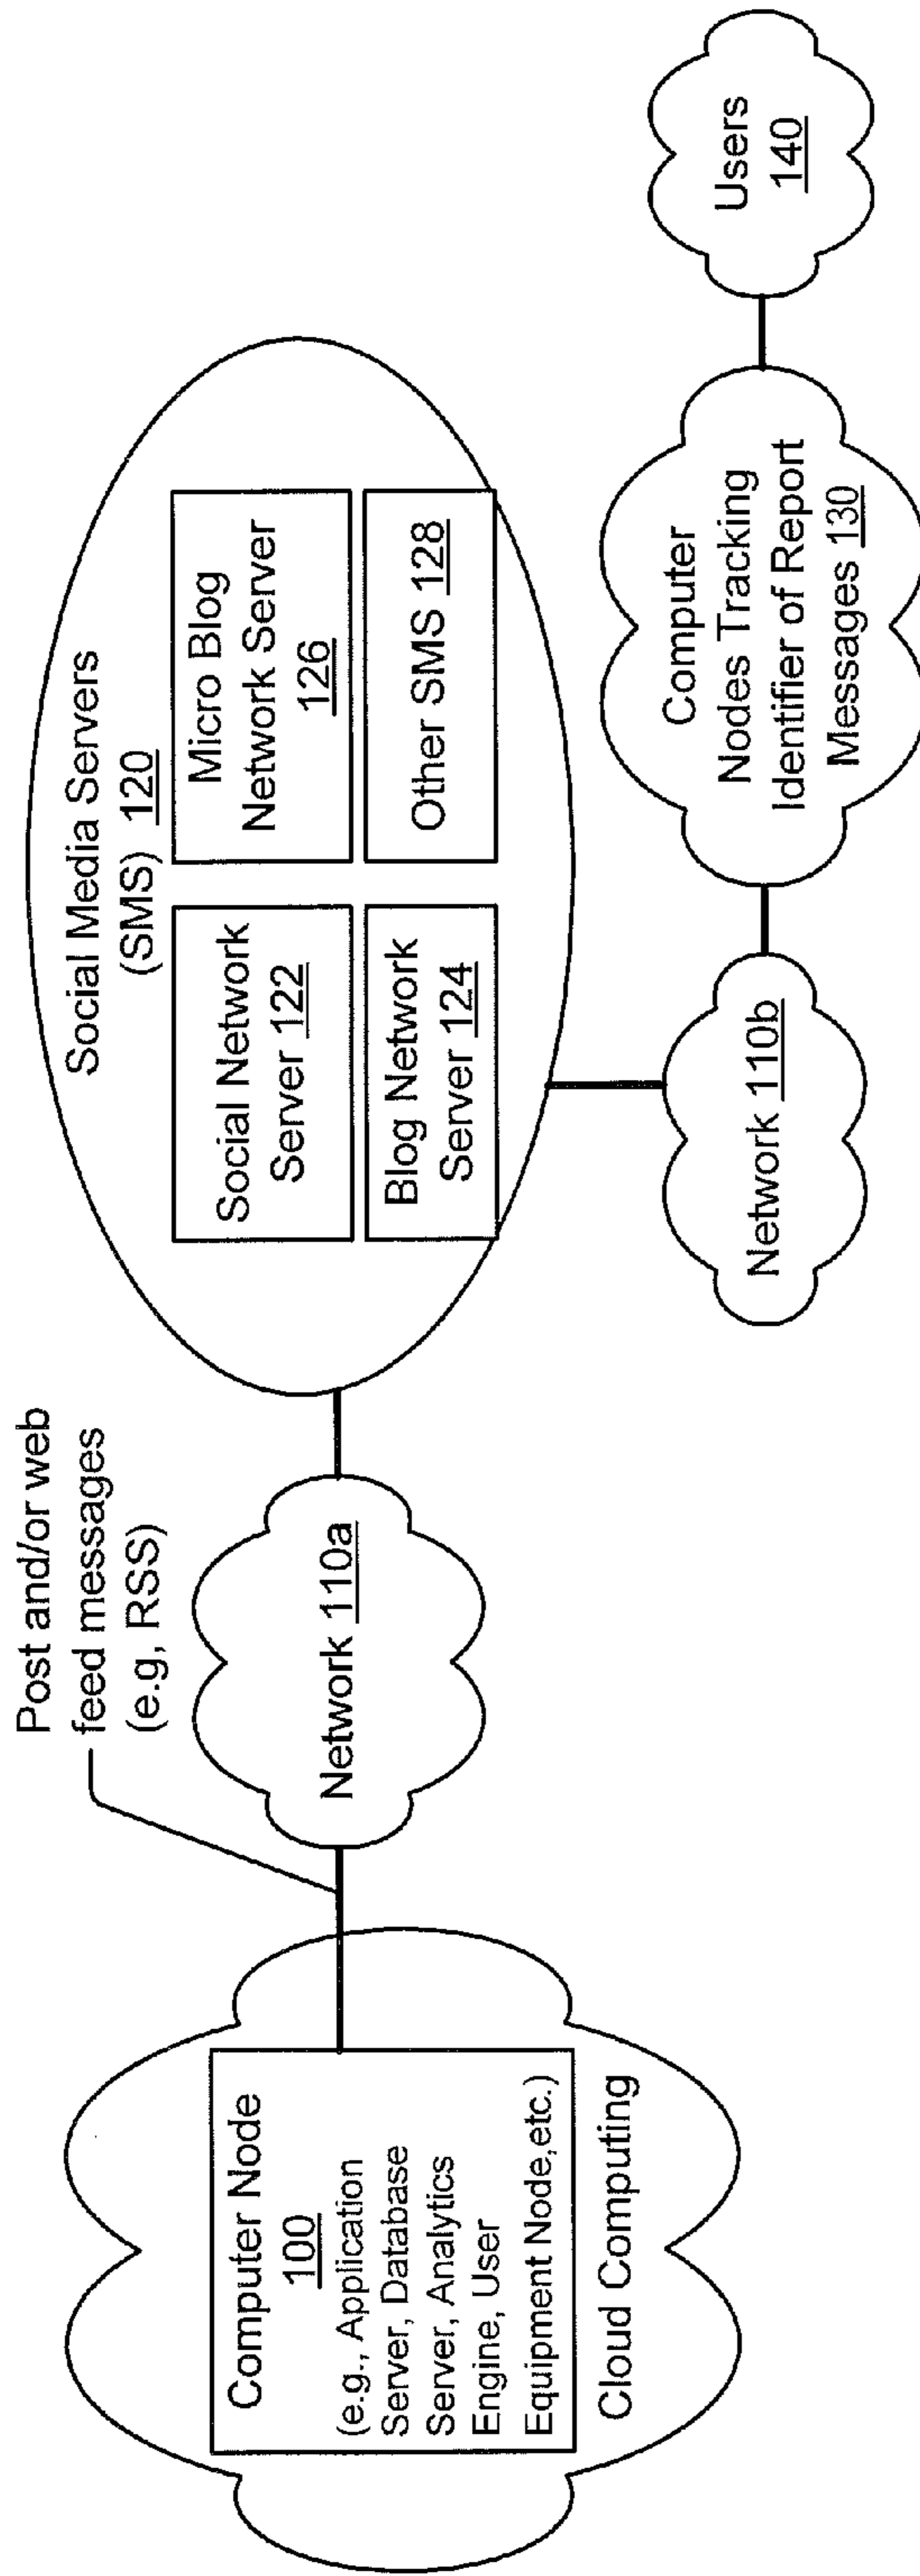 Computer Node
100
(e.g., Application
Server, Database
Server, Analytics
Engine, User
Equipment Node,etc.)
Cloud Computing
Post and/or web
feed messages
(e.g, RSS)
Network 110a
Social Media Servers
(SMS) 120
Social Network
Server 122
Micro Blog
Network Server
126
Blog Network
Server 124
Other SMS 128
Network 110b
Computer
Nodes Tracking
Identifier of Report
Messages 130
Users
140